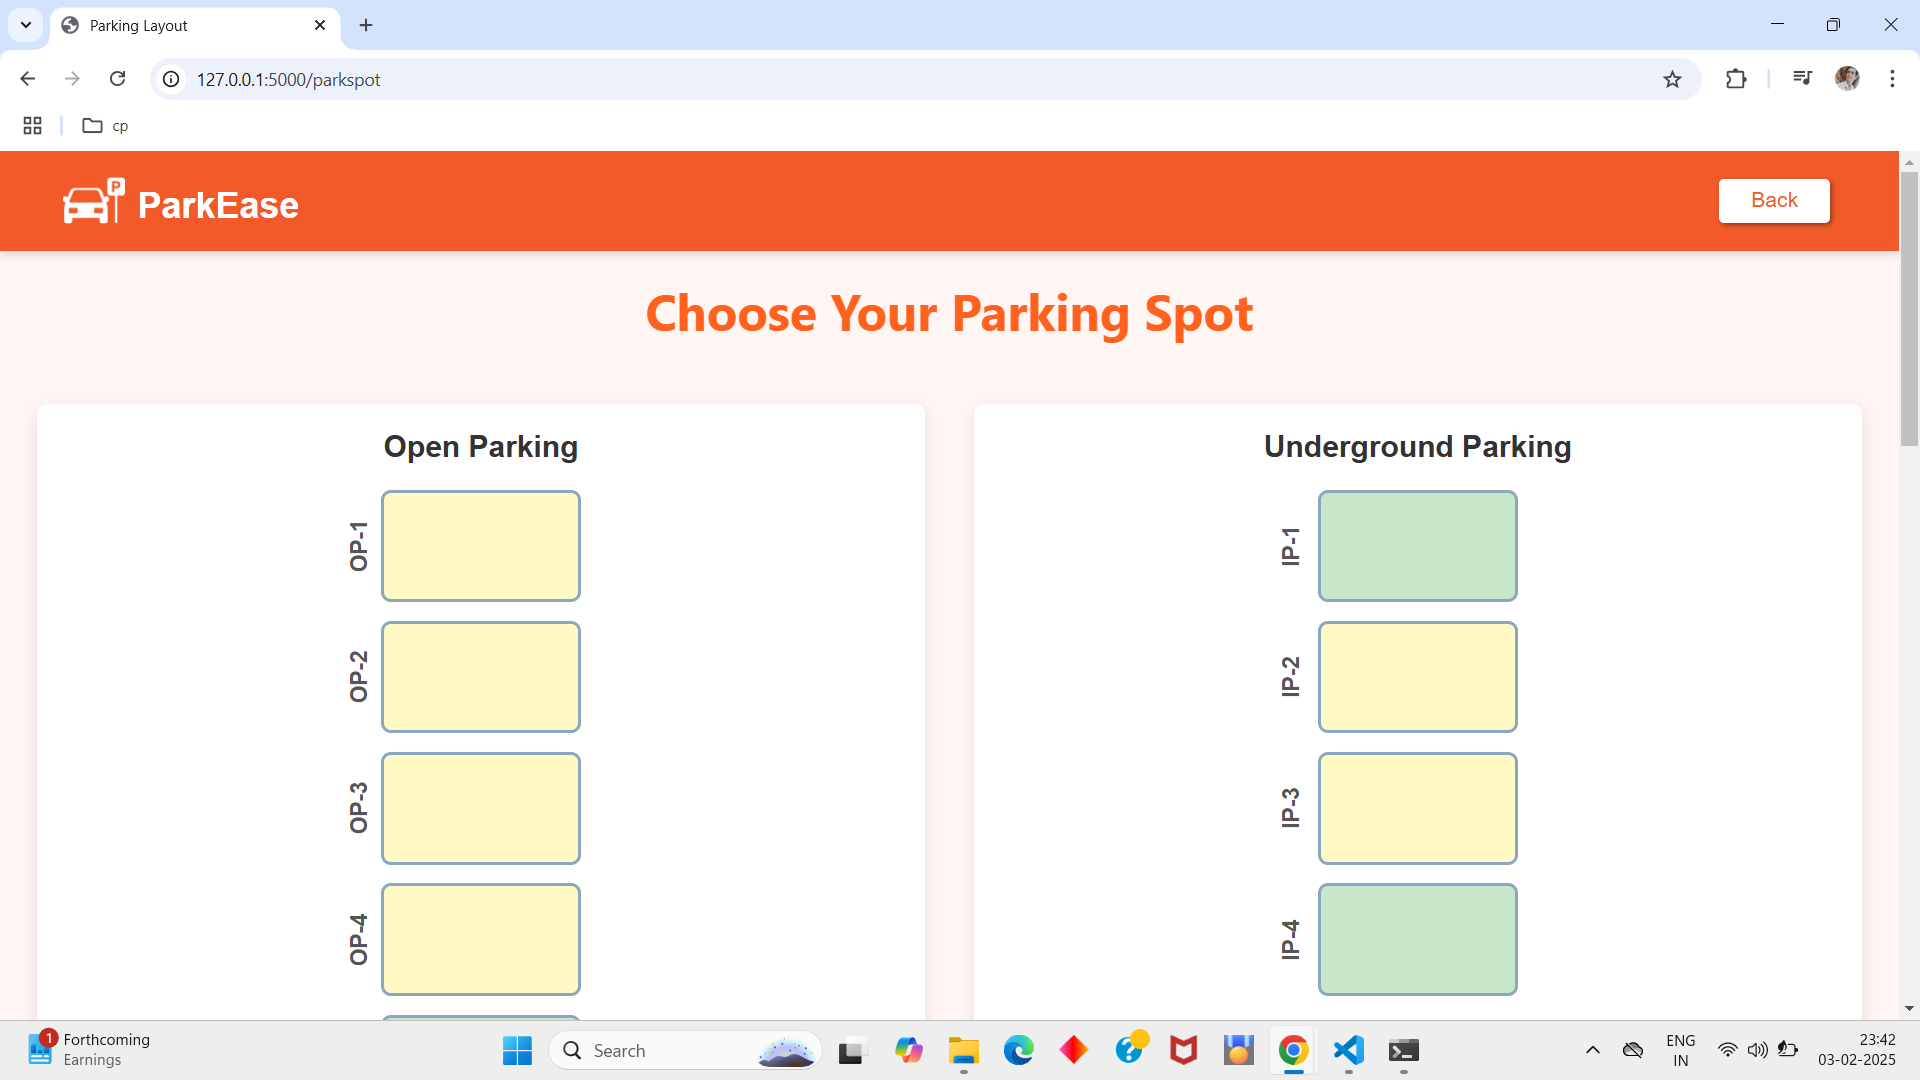 Parking Layout
127.0.0.1:5000/parkspot
cp
P
ParkEase
Back
Choose Your Parking Spot
Open Parking
OP-1
OP-2
OP-3
OP-4
Underground Parking
IP-1
IP-2
IP-3
IP-4
1
Forthcoming
Earnings
Search
ENG
IN
23:42
03-02-2025